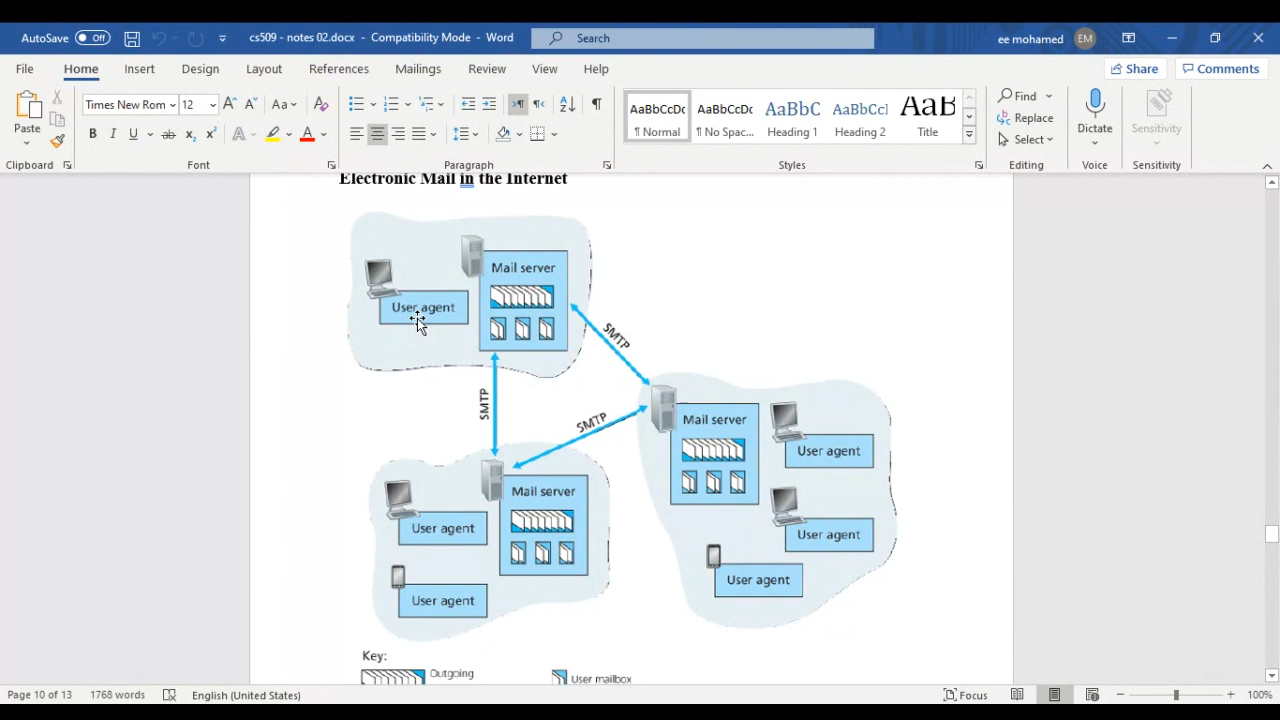 AutoSave Off cs509 - notes 02.docx - Compatibility Mode - Word Search ee mohamed EM
File Home Insert Design Layout References Mailings Review View Help Share Comments
Paste
Times New Rom 12 A A Aa A
B I U ab x₂ x² A A
AaBbCcDc AaBbCcDc AaBbC AaBbCcl AaB
¶ Normal ¶ No Spac... Heading 1 Heading 2 Title
Find
Replace
Select
Dictate
Sensitivity
Clipboard Font Paragraph Styles Editing Voice Sensitivity
Electronic Mail in the Internet
Mail server
User agent
SMTP
SMTP
SMTP
Mail server
User agent
User agent
User agent
Mail server
User agent
User agent
Key:
Outgoing
User mailbox
Page 10 of 13 1768 words English (United States) Focus 100%